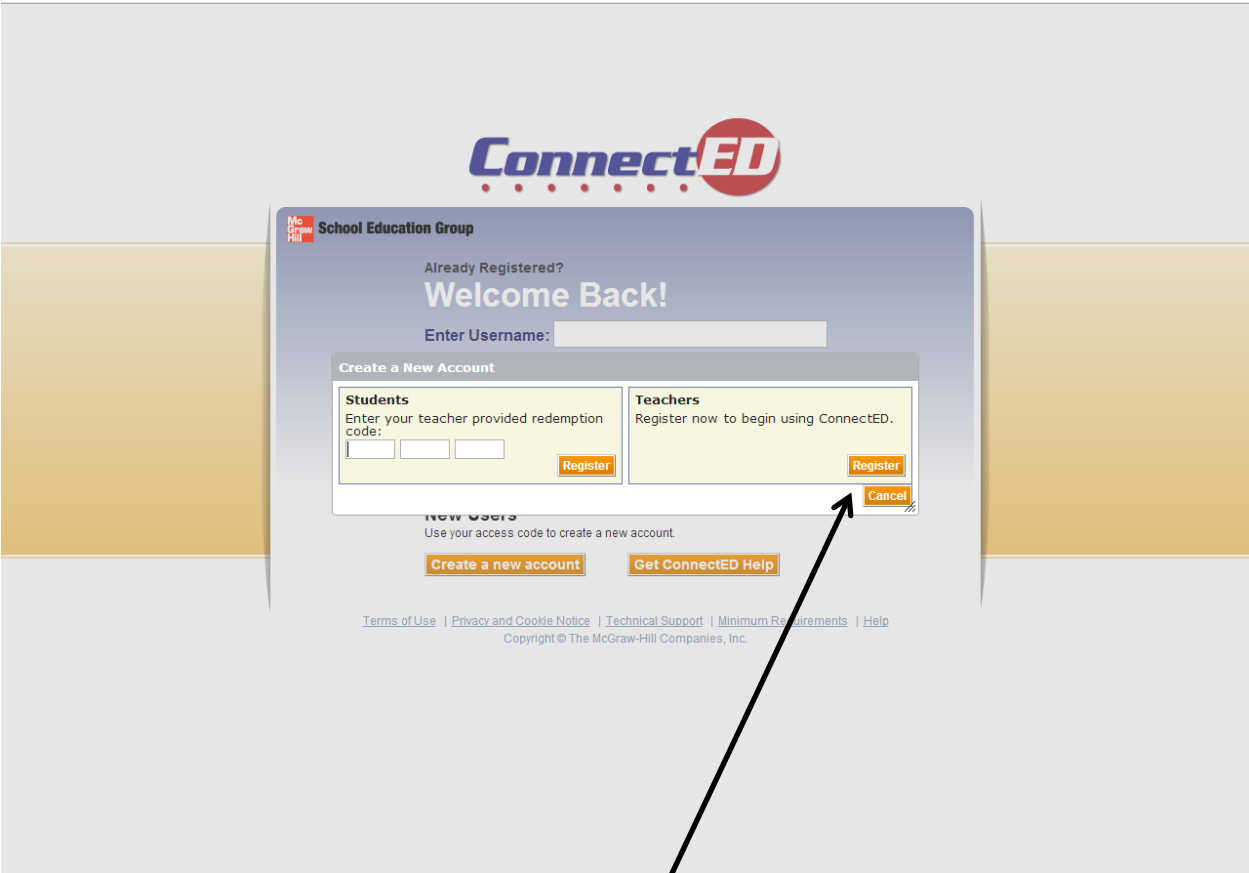 ConnectED
Mc Graw Hill School Education Group
Already Registered?
Welcome Back!
Enter Username:
Create a New Account
Students
Enter your teacher provided redemption
code:
Register
Teachers
Register now to begin using ConnectED.
Register
Cancel
New Users
Use your access code to create a new account.
Create a new account
Get ConnectED Help
Terms of Use | Privacy and Cookie Notice | Technical Support | Minimum Requirements | Help
Copyright © The McGraw-Hill Companies, Inc.